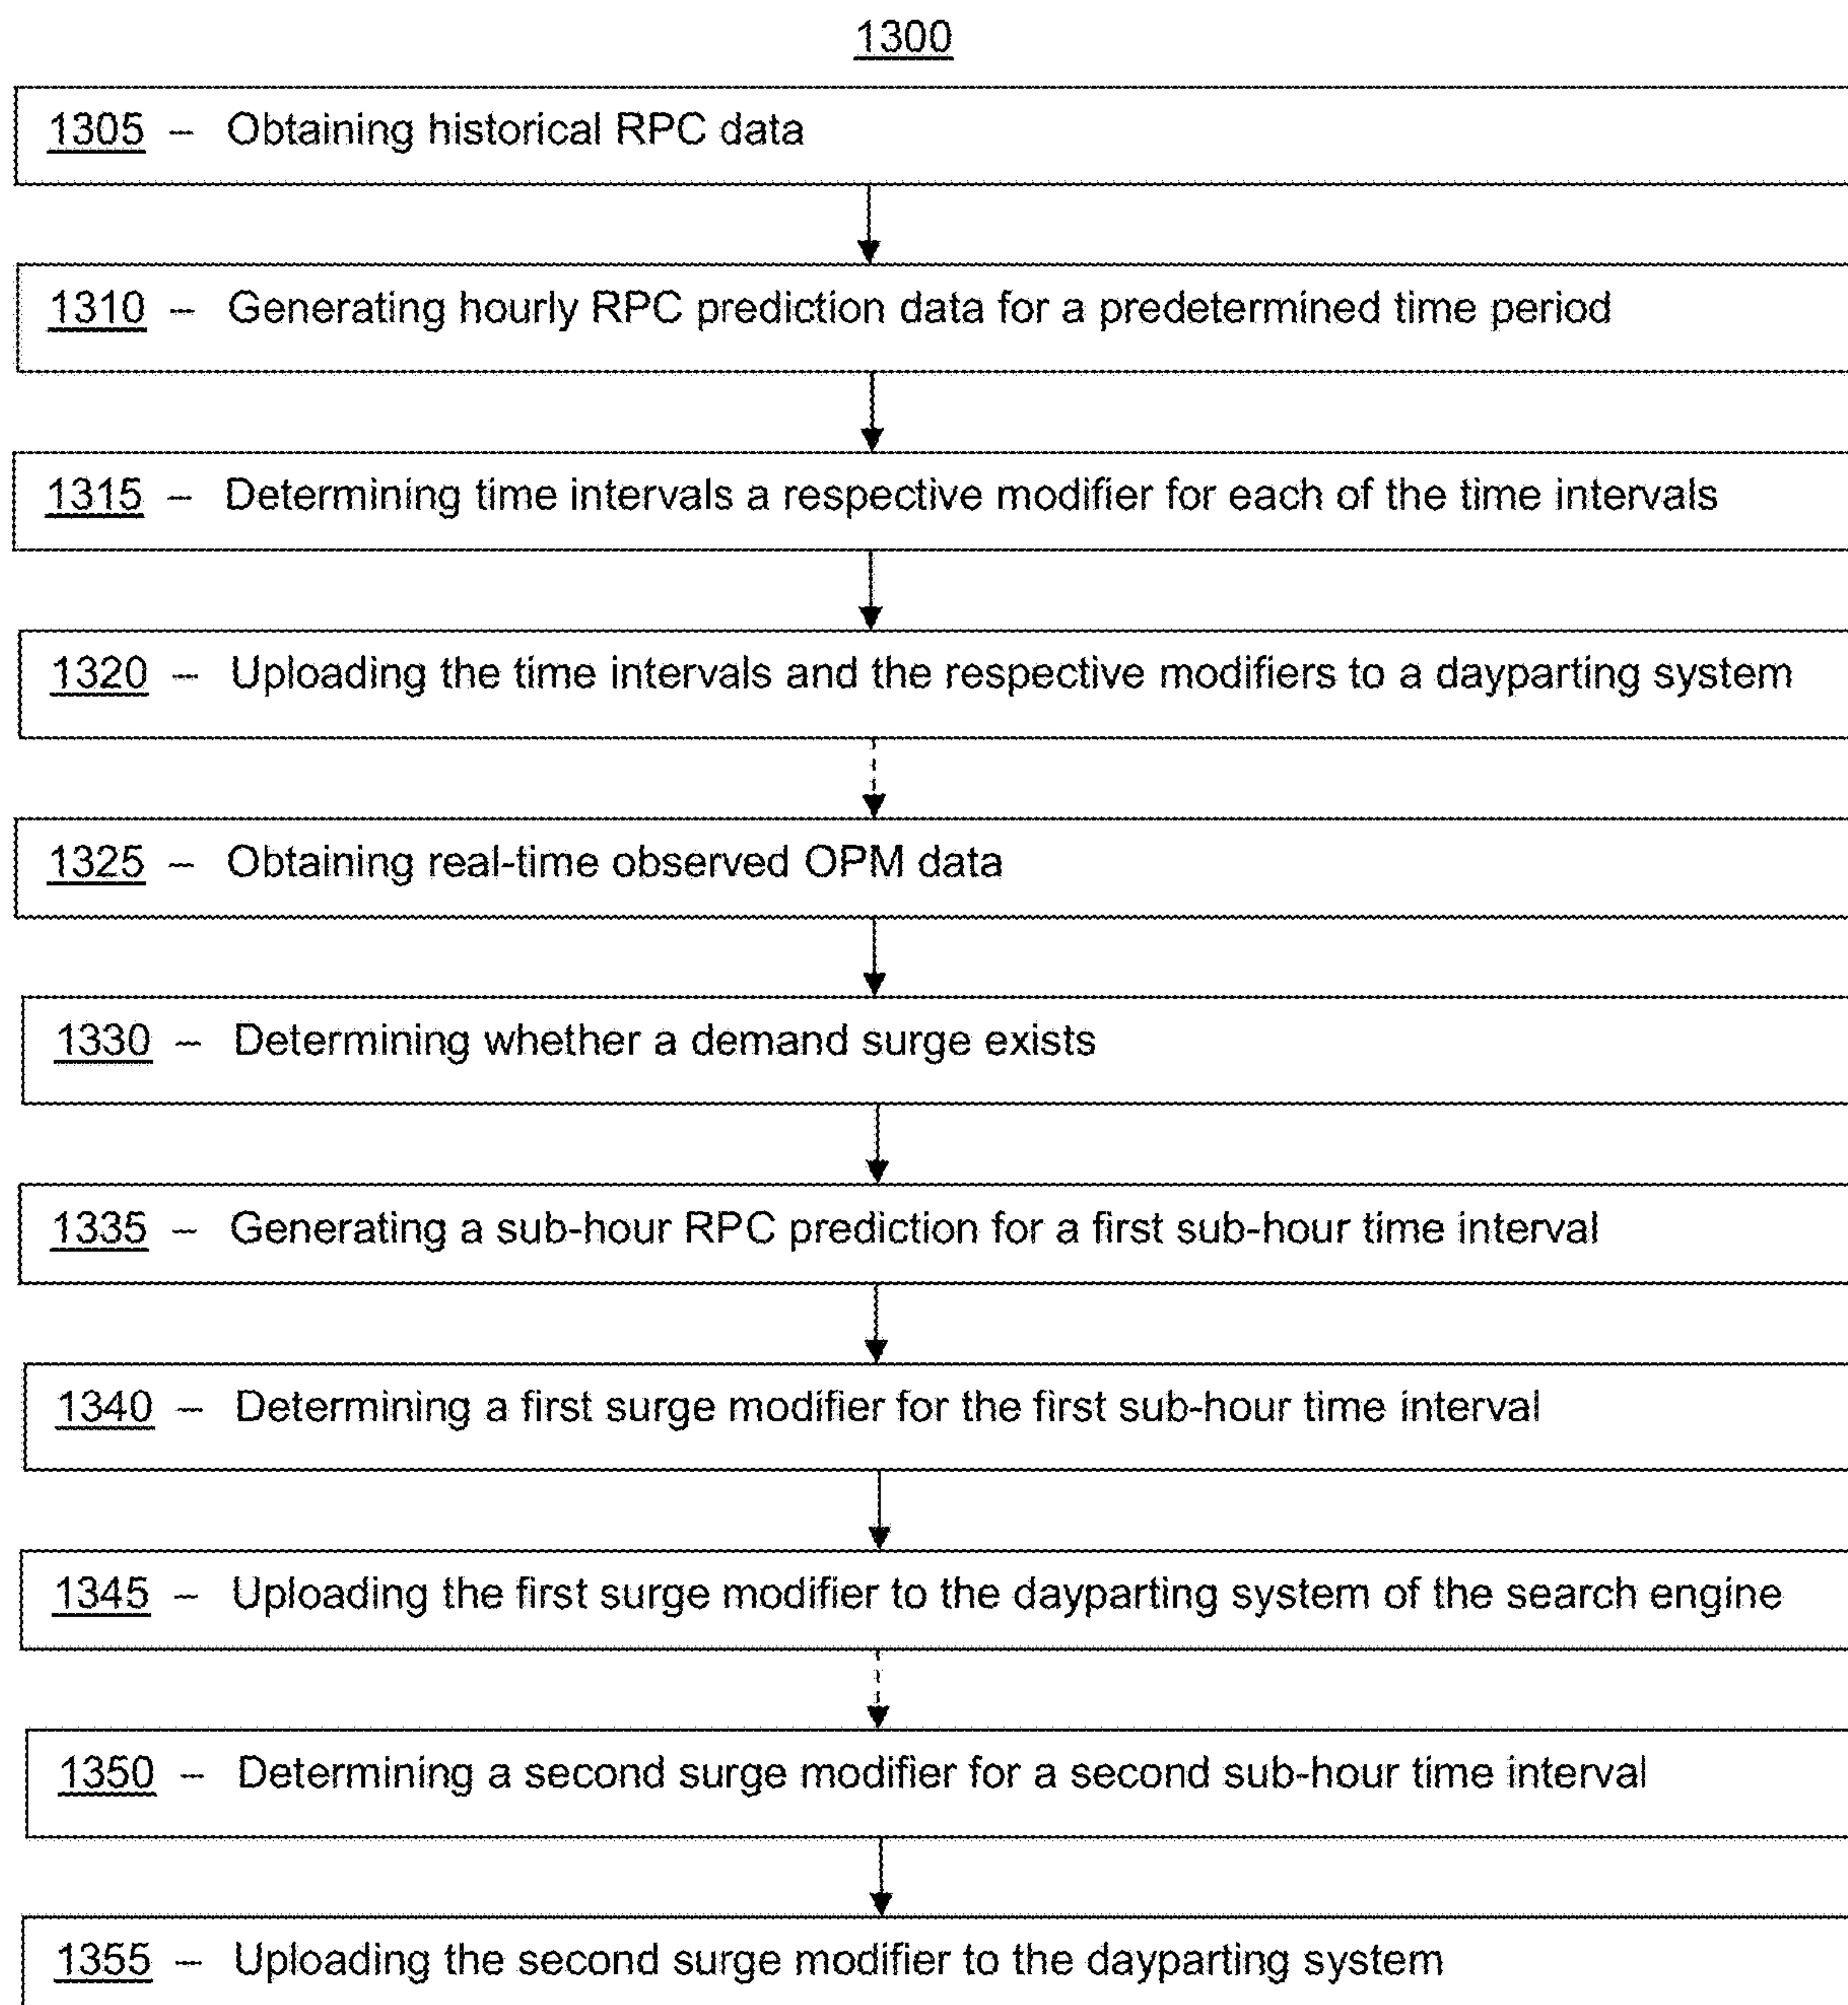 1300
1305 – Obtaining historical RPC data
1310 – Generating hourly RPC prediction data for a predetermined time period
1315 – Determining time intervals a respective modifier for each of the time intervals
1320 – Uploading the time intervals and the respective modifiers to a dayparting system
1325 – Obtaining real-time observed OPM data
1330 – Determining whether a demand surge exists
1335 – Generating a sub-hour RPC prediction for a first sub-hour time interval
1340 – Determining a first surge modifier for the first sub-hour time interval
1345 – Uploading the first surge modifier to the dayparting system of the search engine
1350 – Determining a second surge modifier for a second sub-hour time interval
1355 – Uploading the second surge modifier to the dayparting system